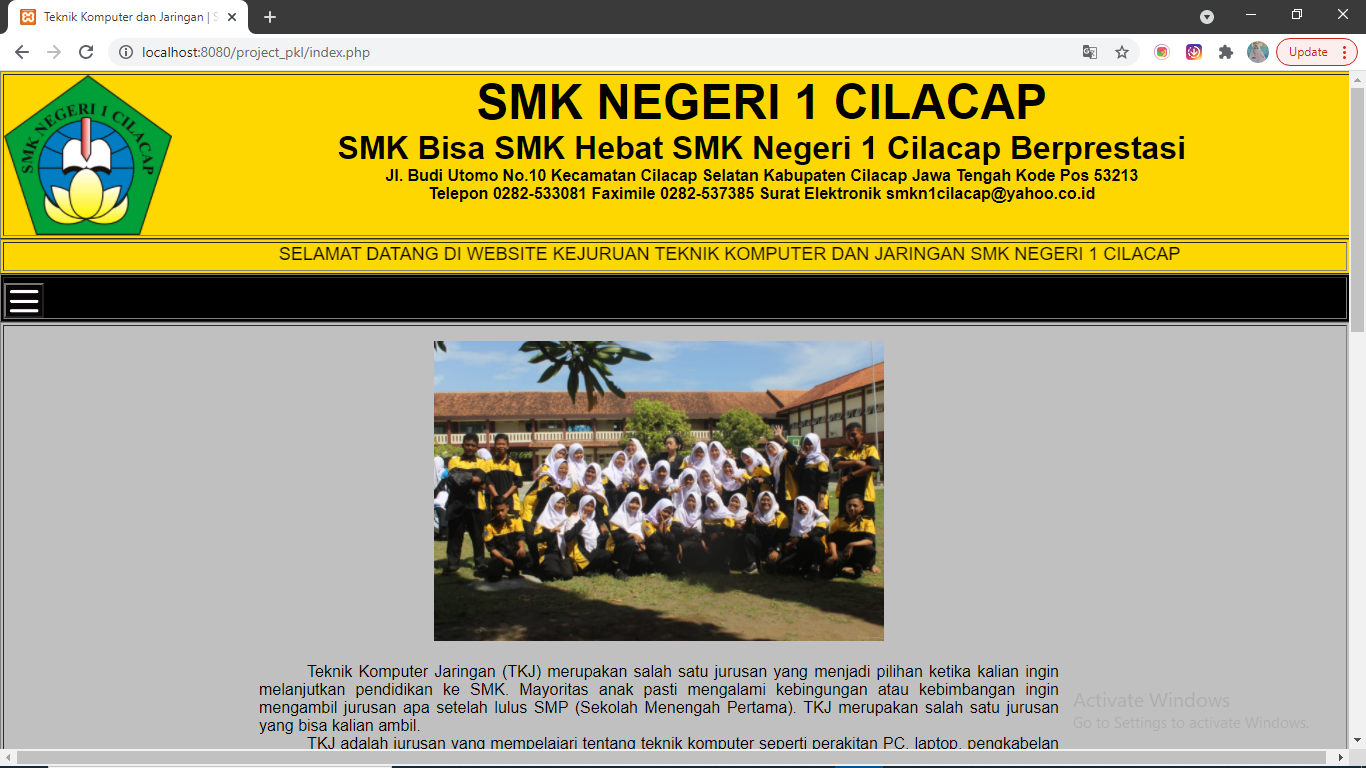 Teknik Komputer dan Jaringan | S
localhost:8080/project_pkl/index.php
Update
SMK NEGERI 1 CILACAP
SMK NEGERI 1 CILACAP
SMK Bisa SMK Hebat SMK Negeri 1 Cilacap Berprestasi
Jl. Budi Utomo No.10 Kecamatan Cilacap Selatan Kabupaten Cilacap Jawa Tengah Kode Pos 53213
Telepon 0282-533081 Faximile 0282-537385 Surat Elektronik smkn1cilacap@yahoo.co.id
SELAMAT DATANG DI WEBSITE KEJURUAN TEKNIK KOMPUTER DAN JARINGAN SMK NEGERI 1 CILACAP
Teknik Komputer Jaringan (TKJ) merupakan salah satu jurusan yang menjadi pilihan ketika kalian ingin
melanjutkan pendidikan ke SMK. Mayoritas anak pasti mengalami kebingungan atau kebimbangan ingin
mengambil jurusan apa setelah lulus SMP (Sekolah Menengah Pertama). TKJ merupakan salah satu jurusan
yang bisa kalian ambil.
TKJ adalah jurusan yang mempelajari tentang teknik komputer seperti perakitan PC, laptop, pengkabelan
Activate Windows
Go to Settings to activate Windows.